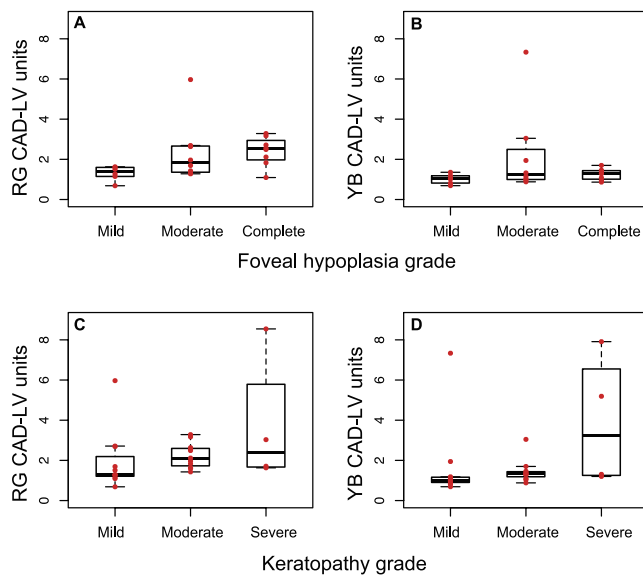 A
B
RG CAD-LV units
YB CAD-LV units
8
6
4
2
0
8
6
4
2
0
Mild Moderate Complete
Mild Moderate Complete
Foveal hypoplasia grade
C
D
RG CAD-LV units
YB CAD-LV units
8
6
4
2
0
8
6
4
2
0
Mild Moderate Severe
Mild Moderate Severe
Keratopathy grade